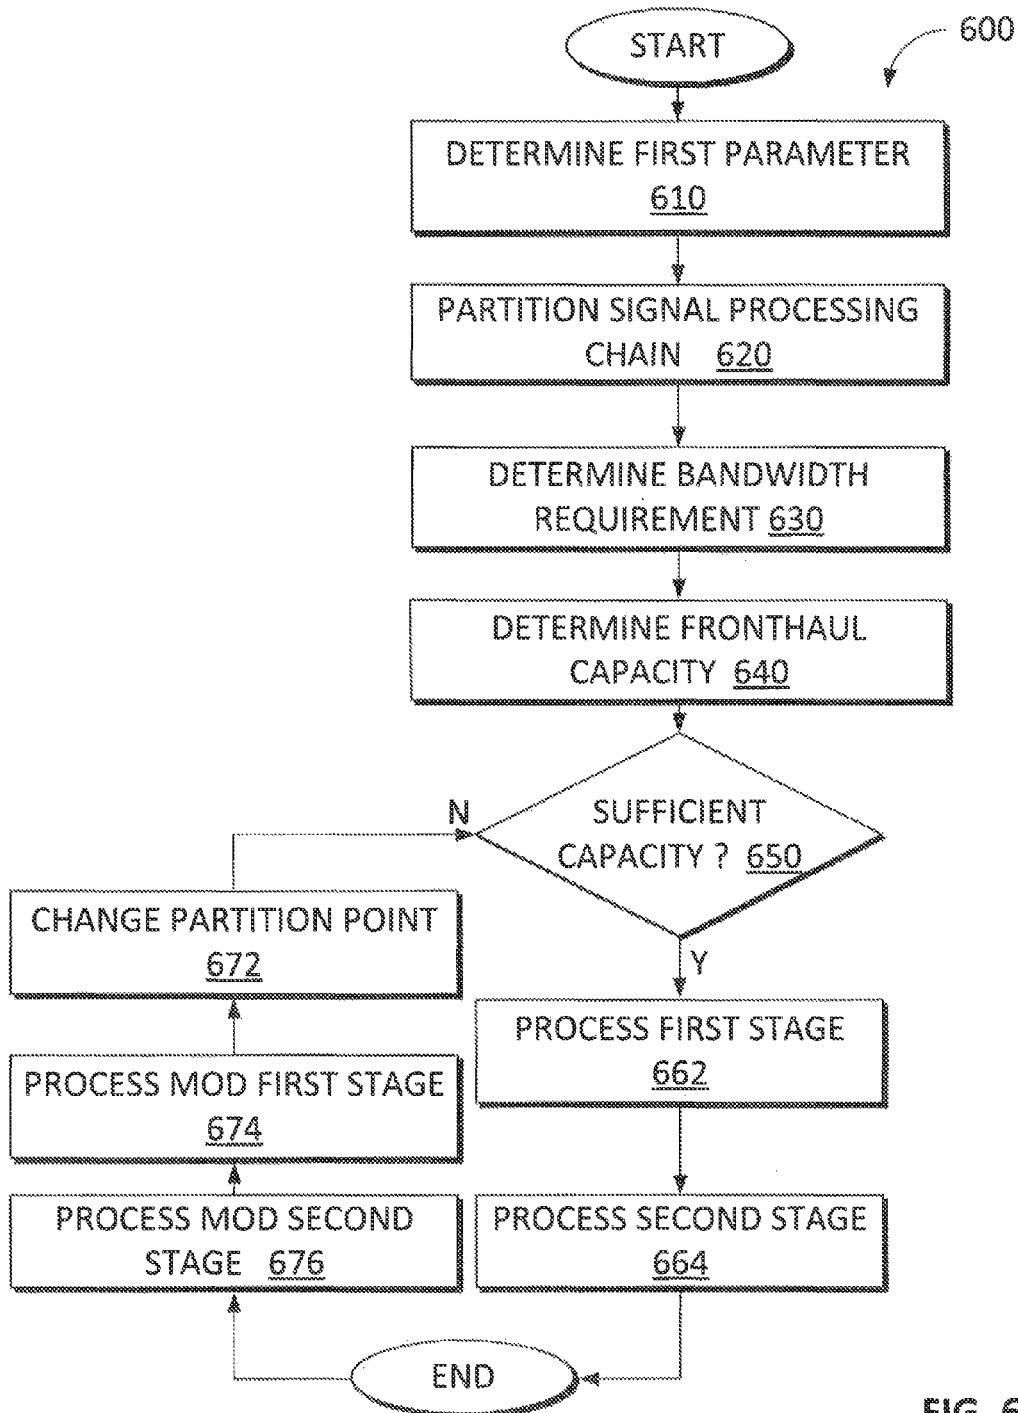 600
START
DETERMINE FIRST PARAMETER
610
PARTITION SIGNAL PROCESSING
CHAIN 620
DETERMINE BANDWIDTH
REQUIREMENT 630
DETERMINE FRONTHAUL
CAPACITY 640
N
SUFFICIENT
CAPACITY ? 650
Y
CHANGE PARTITION POINT
672
PROCESS FIRST STAGE
662
PROCESS MOD FIRST STAGE
674
PROCESS MOD SECOND
STAGE 676
PROCESS SECOND STAGE
664
END
FIG. 6